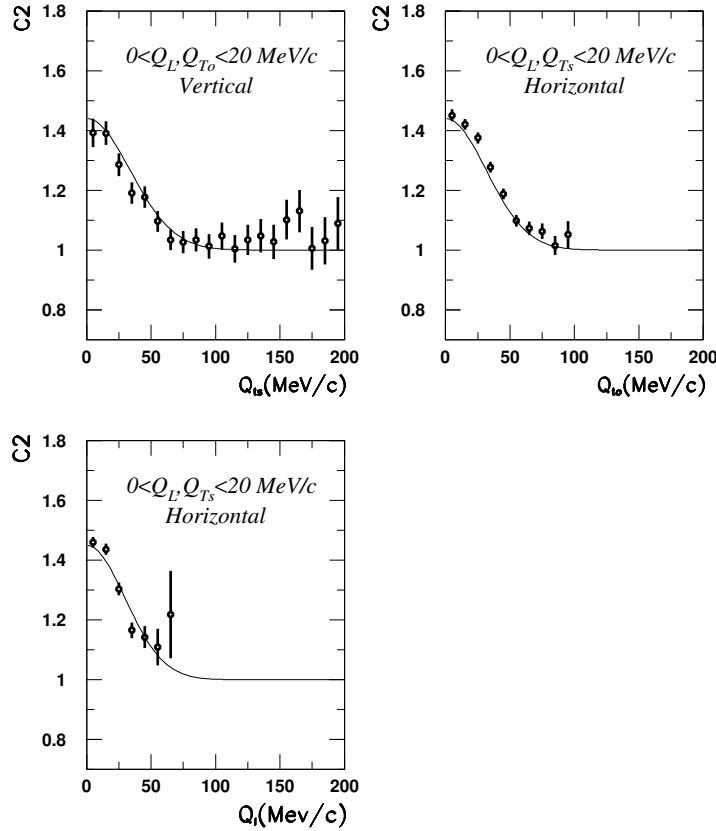 C2
1.8
1.6
1.4
1.2
1
0.8
0<Q_L,Q_To<20 MeV/c
Vertical
0 50 100 150 200
Q_ts(MeV/c)
C2
1.8
1.6
1.4
1.2
1
0.8
0<Q_L,Q_Ts<20 MeV/c
Horizontal
0 50 100 150 200
Q_to(MeV/c)
C2
1.8
1.6
1.4
1.2
1
0.8
0<Q_L,Q_Ts<20 MeV/c
Horizontal
0 50 100 150 200
Q_l(Mev/c)